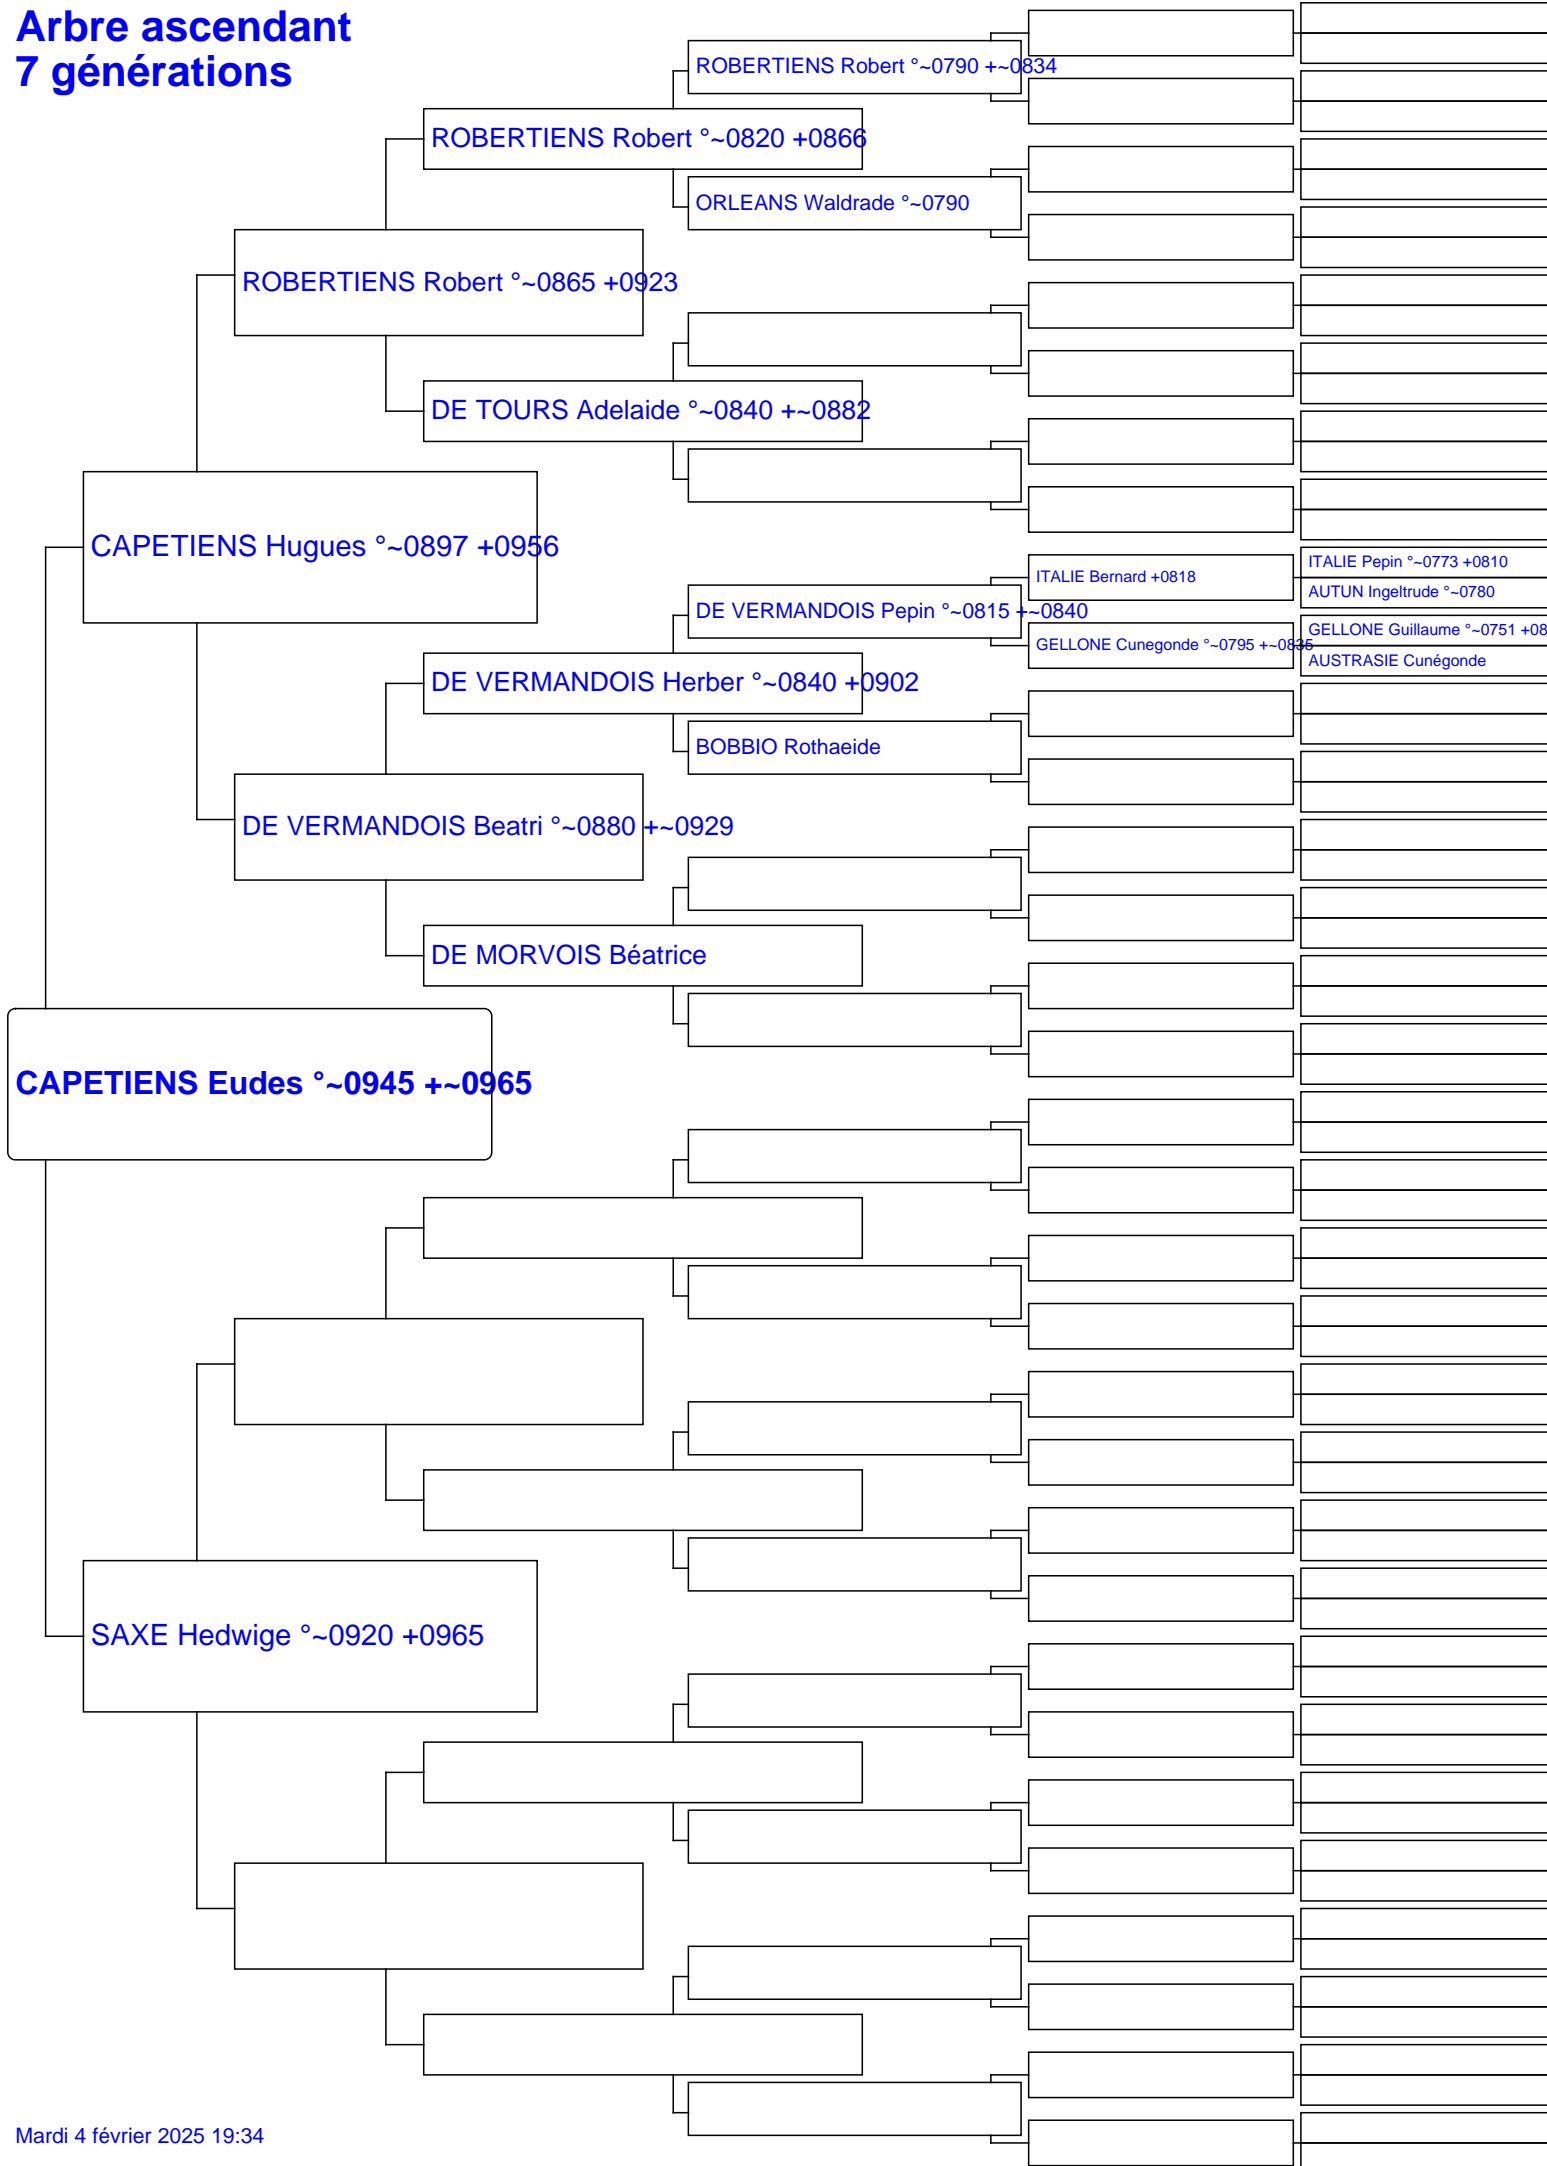 Arbre ascendant
7 générations
ROBERTIENS Robert °~0790 +~0834
ROBERTIENS Robert °~0820 +0866
ORLEANS Waldrade °~0790
ROBERTIENS Robert °~0865 +0923
DE TOURS Adelaide °~0840 +~0882
CAPETIENS Hugues °~0897 +0956
ITALIE Pepin °~0773 +0810
ITALIE Bernard +0818
AUTUN Ingeltrude °~0780
DE VERMANDOIS Pepin °~0815 +~0840
GELLONE Guillaume °~0751 +08
GELLONE Cunegonde °~0795 +~0835
AUSTRASIE Cunégonde
DE VERMANDOIS Herber °~0840 +0902
BOBBIO Rothaeide
DE VERMANDOIS Beatri °~0880 +~0929
DE MORVOIS Béatrice
CAPETIENS Eudes °~0945 +~0965
SAXE Hedwige °~0920 +0965
Mardi 4 février 2025 19:34